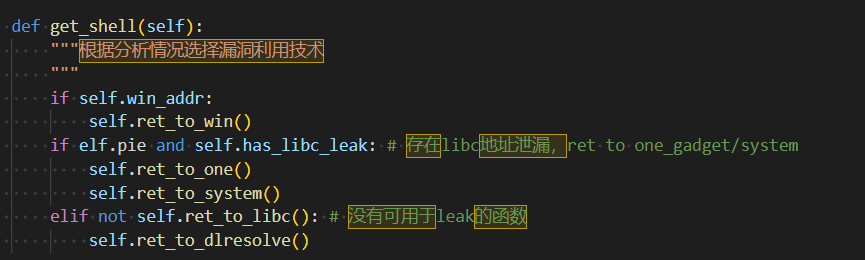 def get_shell(self):
    """根据分析情况选择漏洞利用技术
    """
    if self.win_addr:
        self.ret_to_win()
    if elf.pie and self.has_libc_leak: # 存在libc地址泄漏，ret to one_gadget/system
        self.ret_to_one()
        self.ret_to_system()
    elif not self.ret_to_libc(): # 没有可用于leak的函数
        self.ret_to_dlresolve()